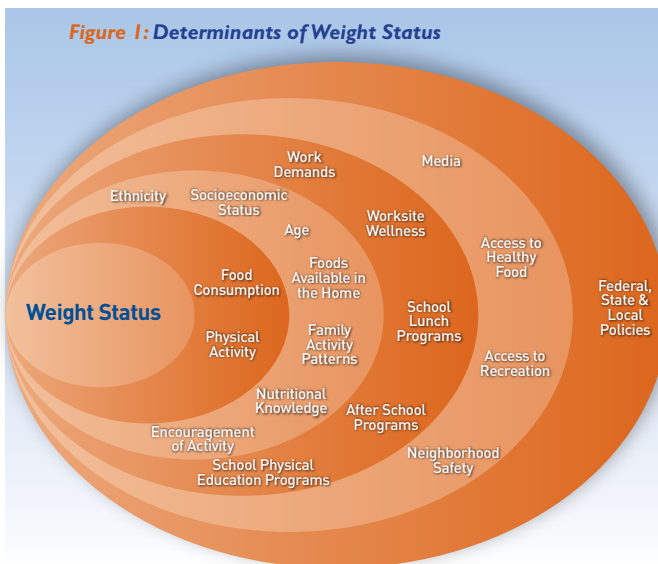 Figure 1: Determinants of Weight Status
Work
Demands
Media
Ethnicity
Socioeconomic
Status
Age
Worksite
Wellness
Access to
Healthy
Food
Foods
Available in
the Home
Food
Consumption
Federal,
State &
Local
Policies
Weight Status
School
Lunch
Programs
Physical
Activity
Family
Activity
Patterns
Access to
Recreation
Nutritional
Knowledge
After School
Programs
Encouragement
of Activity
Neighborhood
Safety
School Physical
Education Programs